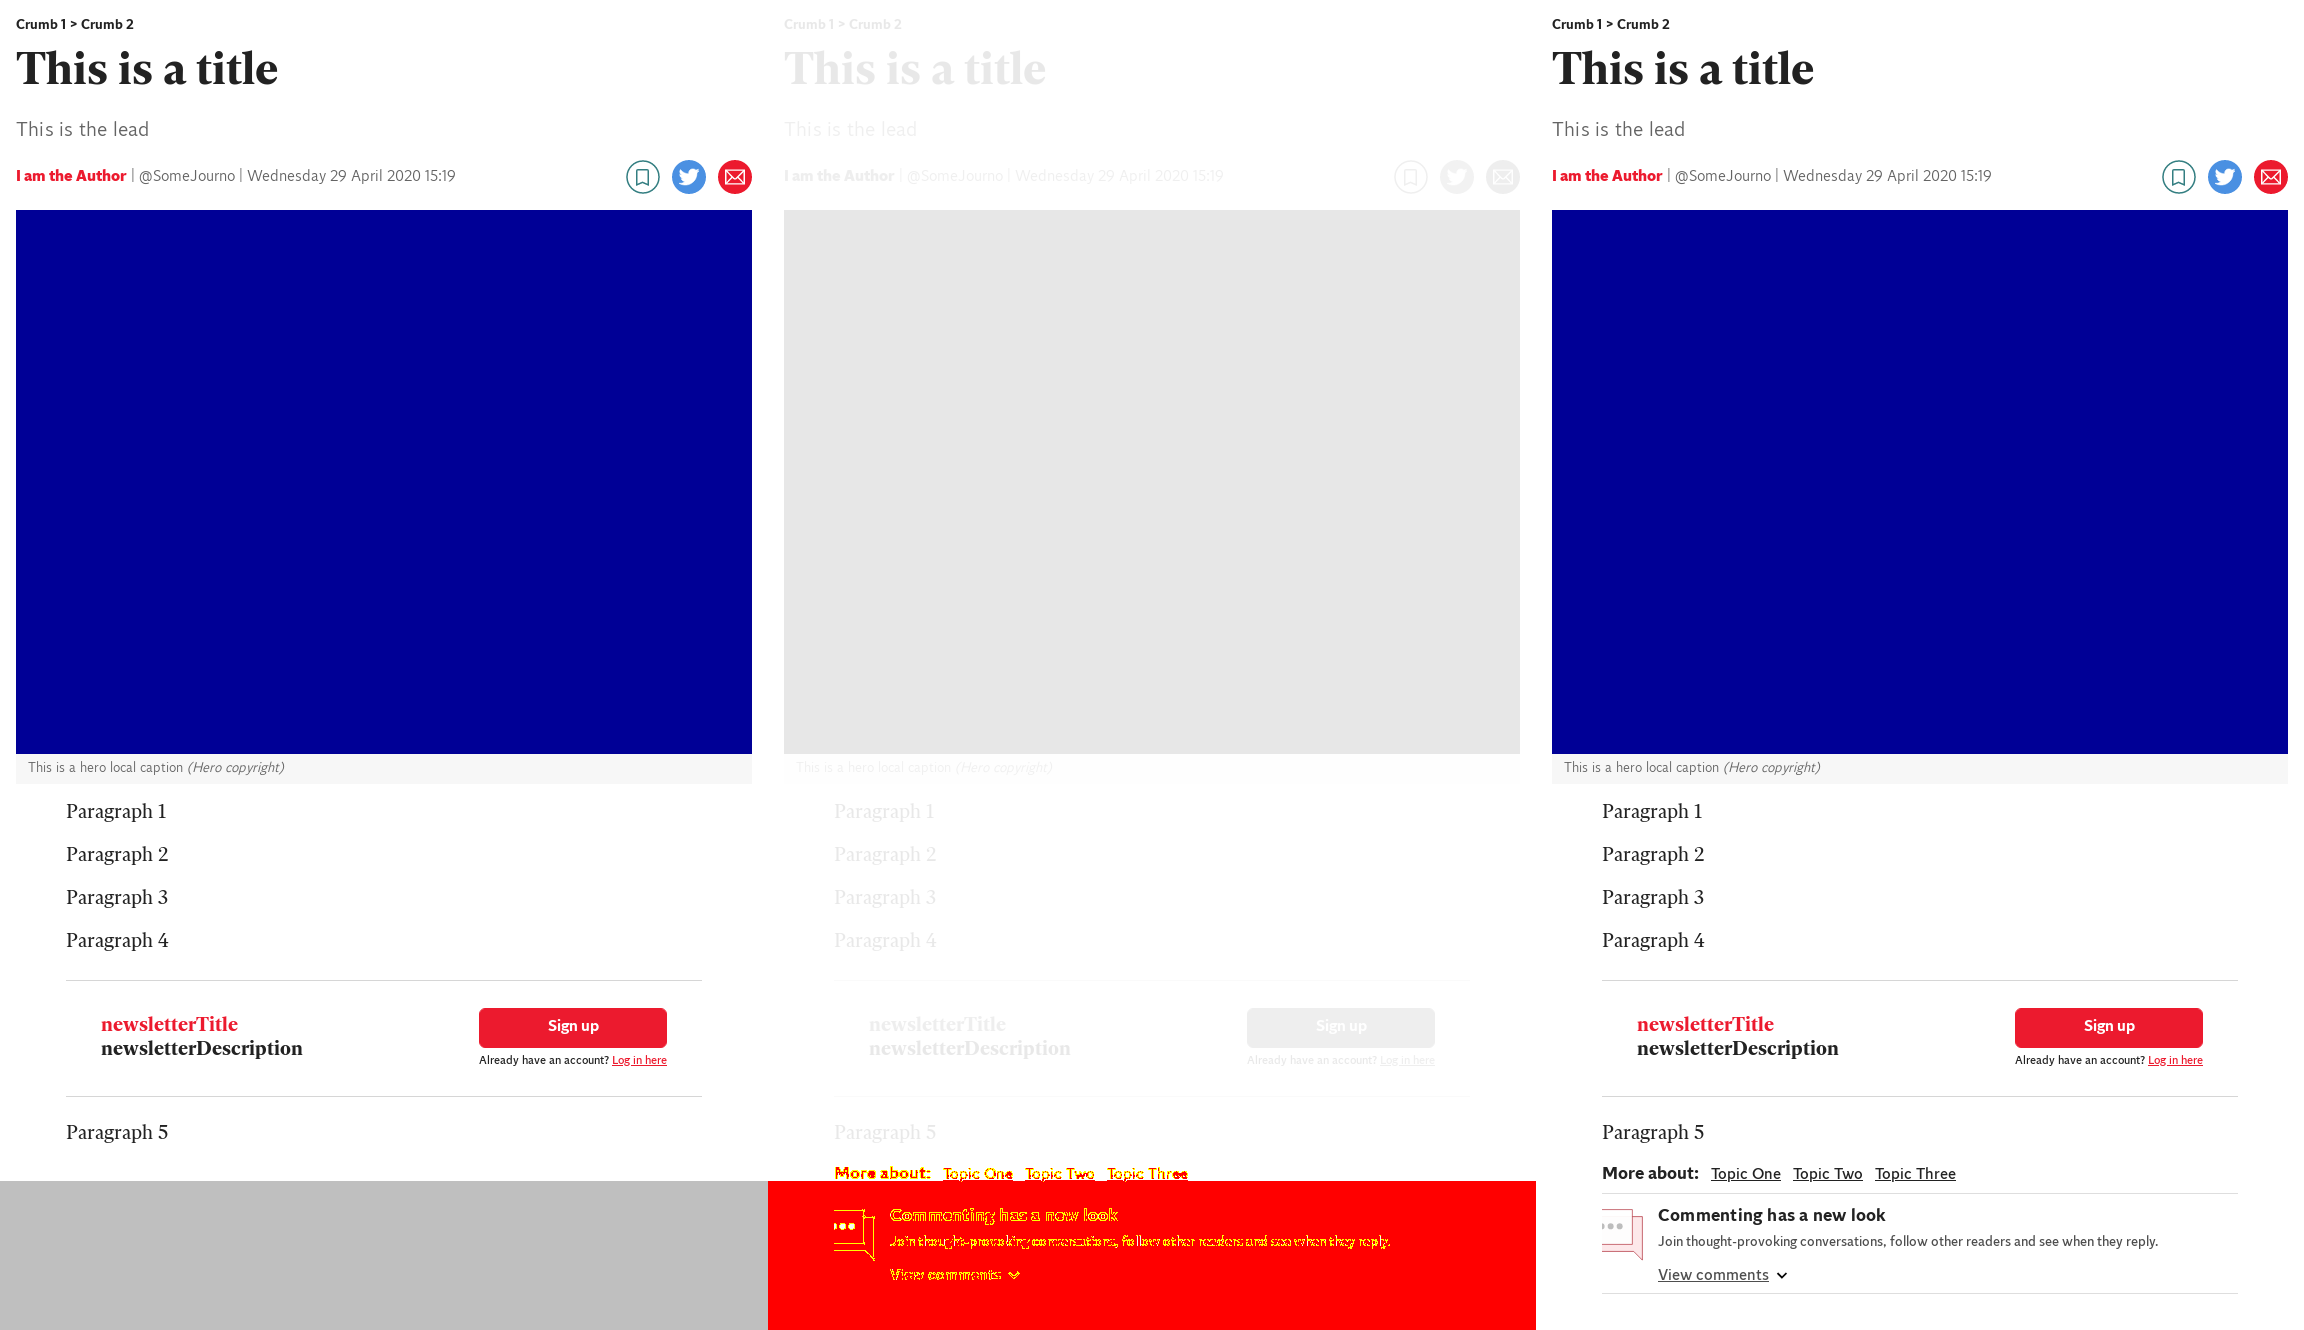 Crumb 1 > Crumb 2
This is a title
This is the lead
I am the Author | @SomeJourno | Wednesday 29 April 2020 15:19
This is a hero local caption (Hero copyright)
Paragraph 1
Paragraph 2
Paragraph 3
Paragraph 4
newsletterTitle
newsletterDescription
Sign up
Already have an account? Log in here
Paragraph 5
Crumb 1 > Crumb 2
This is a title
This is the lead
I am the Author | @SomeJourno | Wednesday 29 April 2020 15:19
This is a hero local caption (Hero copyright)
Paragraph 1
Paragraph 2
Paragraph 3
Paragraph 4
newsletterTitle
newsletterDescription
Sign up
Already have an account? Log in here
Paragraph 5
More about: Topic One Topic Two Topic Three
Commenting has a new look
Join thought-provoking conversations, follow other readers and see when they reply.
View comments
Crumb 1 > Crumb 2
This is a title
This is the lead
I am the Author | @SomeJourno | Wednesday 29 April 2020 15:19
This is a hero local caption (Hero copyright)
Paragraph 1
Paragraph 2
Paragraph 3
Paragraph 4
newsletterTitle
newsletterDescription
Sign up
Already have an account? Log in here
Paragraph 5
More about: Topic One Topic Two Topic Three
Commenting has a new look
Join thought-provoking conversations, follow other readers and see when they reply.
View comments